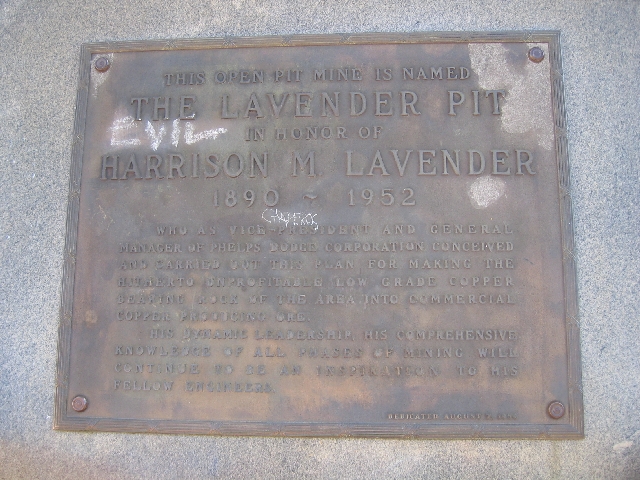 THIS OPEN PIT MINE IS NAMED
THE LAVENDER PIT
EVIL
IN HONOR OF
HARRISON M LAVENDER
1890 ~ 1952
WHO AS VICE-PRESIDENT AND GENERAL
MANAGER OF PHELPS DODGE CORPORATION CONCEIVED
AND CARRIED OUT THIS PLAN FOR MAKING THE
HITHERTO UNPROFITABLE LOW GRADE COPPER
BEARING ROCK OF THE AREA INTO COMMERCIAL
COPPER PRODUCING ORE.
HIS DYNAMIC LEADERSHIP, HIS COMPREHENSIVE
KNOWLEDGE OF ALL PHASES OF MINING WILL
CONTINUE TO BE AN INSPIRATION TO HIS
FELLOW ENGINEERS.
DEDICATED AUGUST